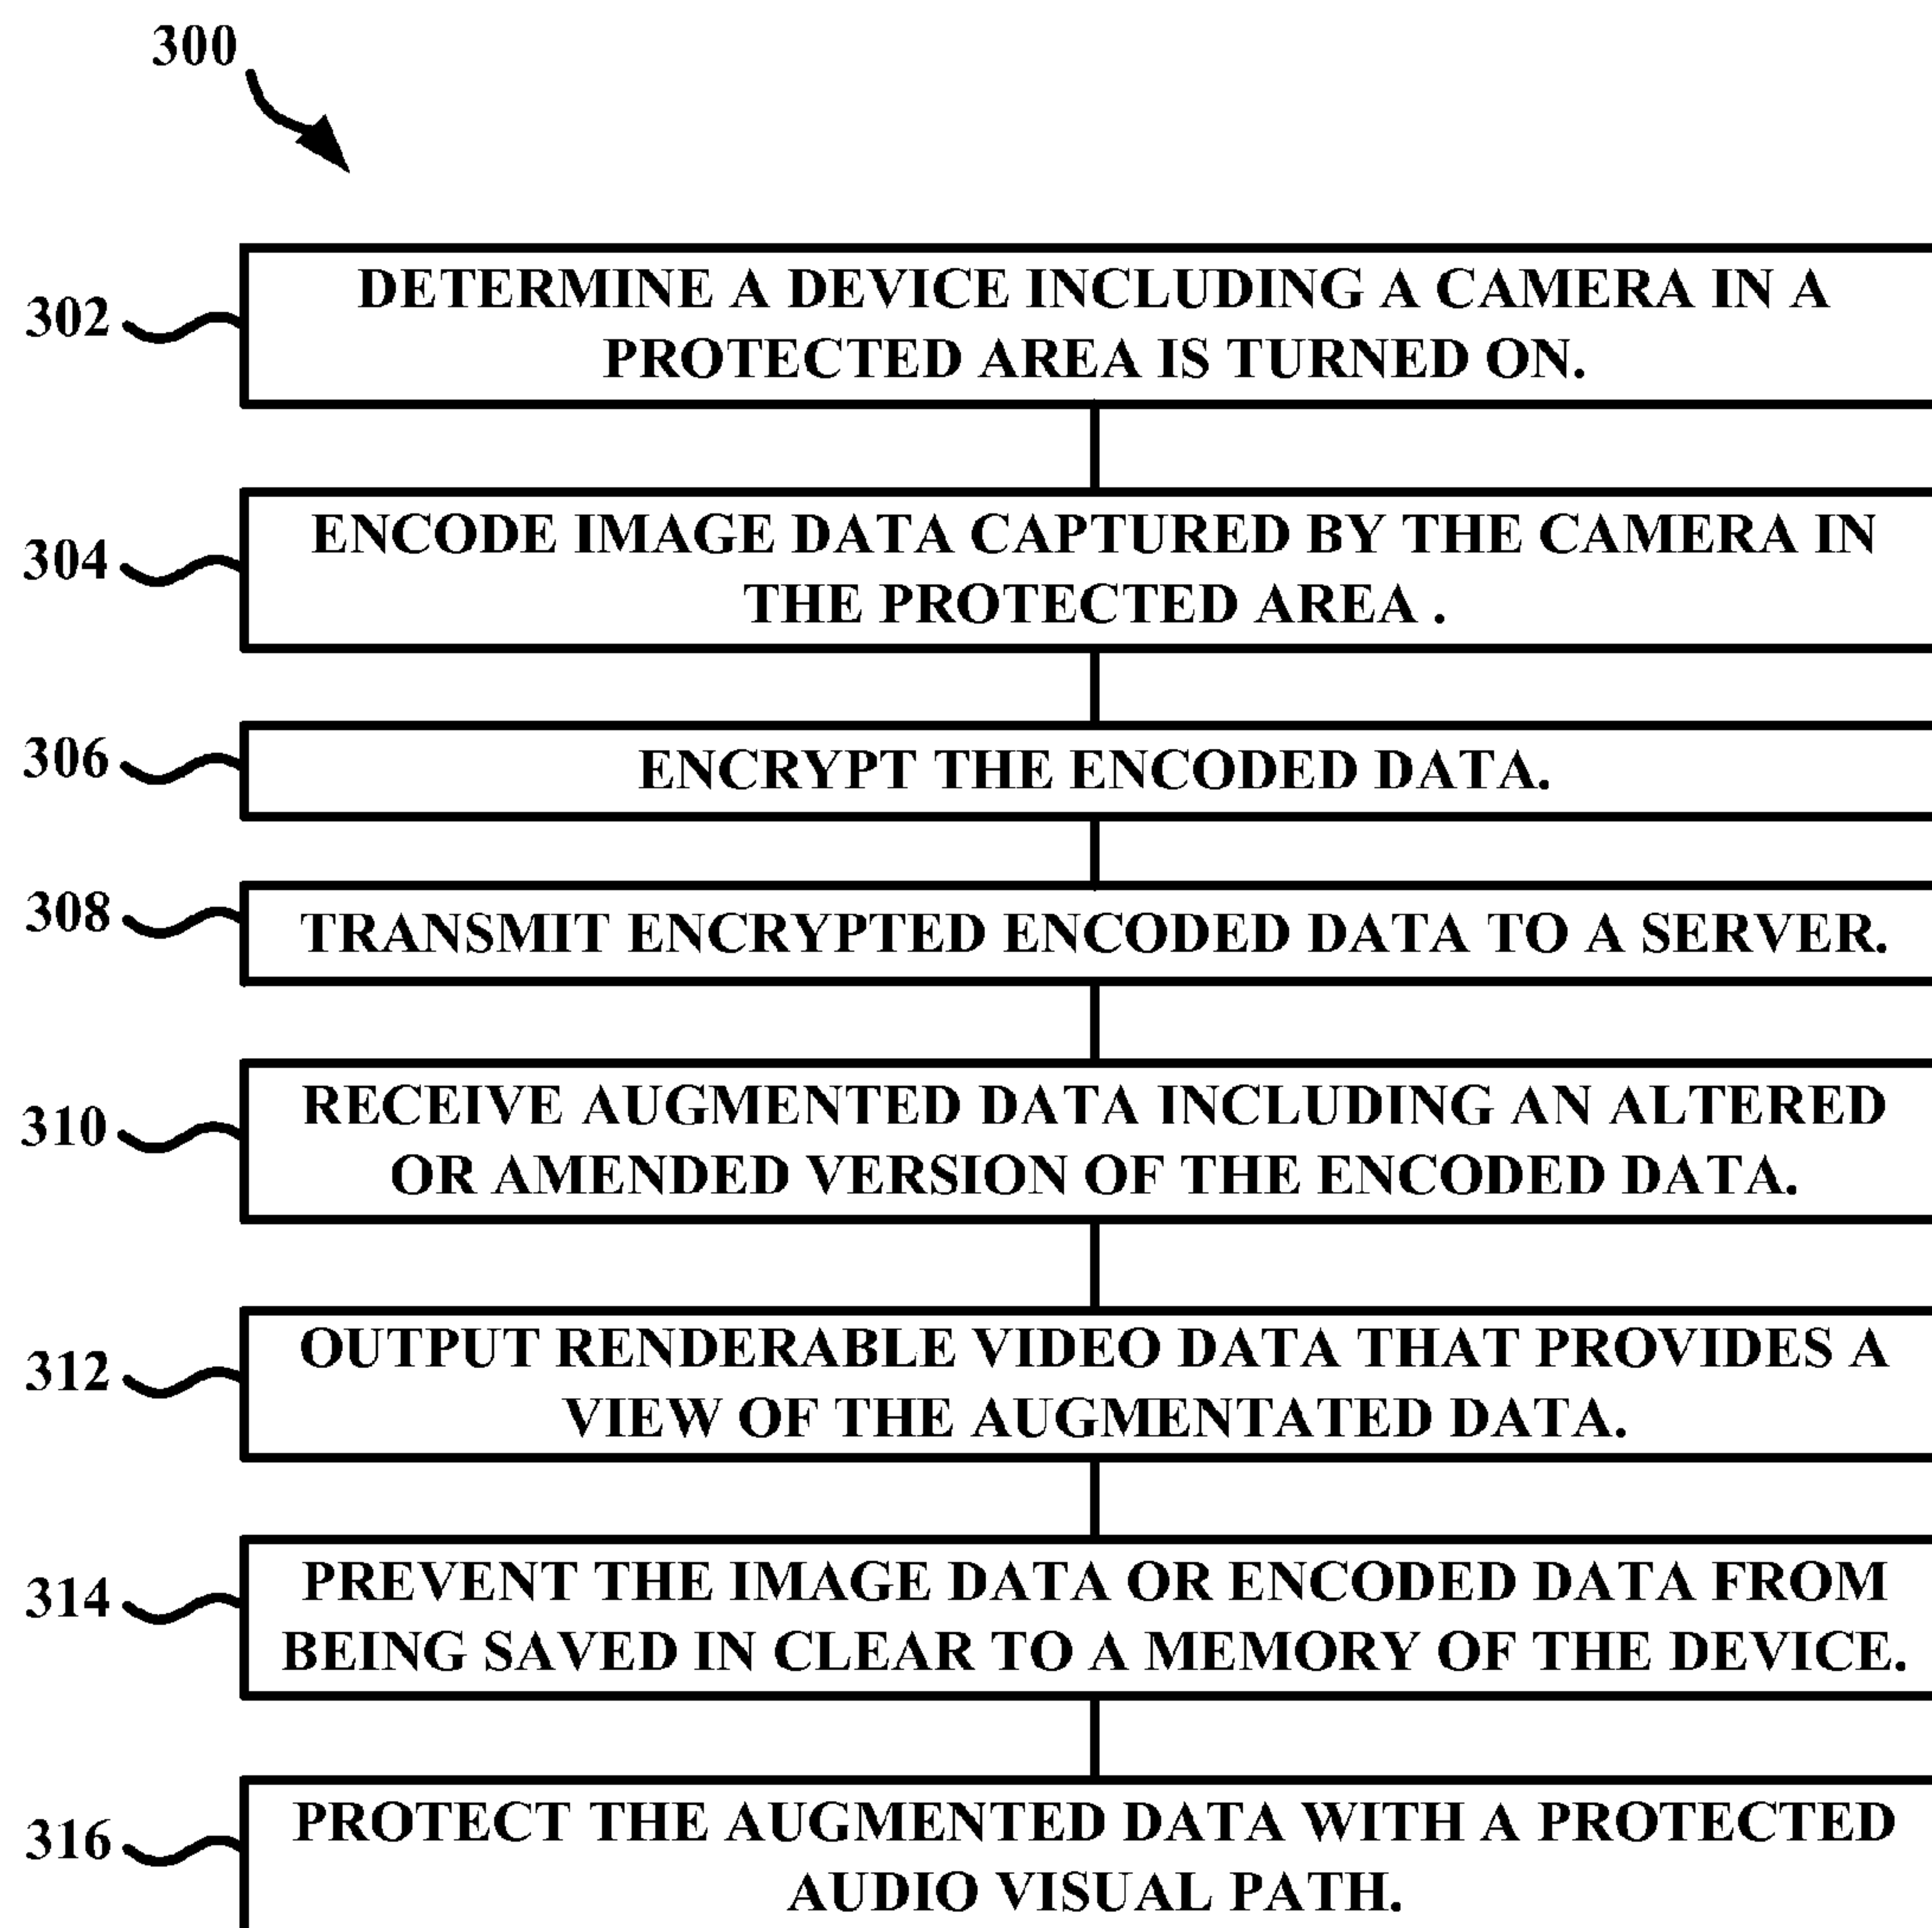 300
302
DETERMINE A DEVICE INCLUDING A CAMERA IN A
PROTECTED AREA IS TURNED ON.
304
ENCODE IMAGE DATA CAPTURED BY THE CAMERA IN
THE PROTECTED AREA .
306
ENCRYPT THE ENCODED DATA.
308
TRANSMIT ENCRYPTED ENCODED DATA TO A SERVER.
310
RECEIVE AUGMENTED DATA INCLUDING AN ALTERED
OR AMENDED VERSION OF THE ENCODED DATA.
312
OUTPUT RENDERABLE VIDEO DATA THAT PROVIDES A
VIEW OF THE AUGMENTATED DATA.
314
PREVENT THE IMAGE DATA OR ENCODED DATA FROM
BEING SAVED IN CLEAR TO A MEMORY OF THE DEVICE.
316
PROTECT THE AUGMENTED DATA WITH A PROTECTED
AUDIO VISUAL PATH.